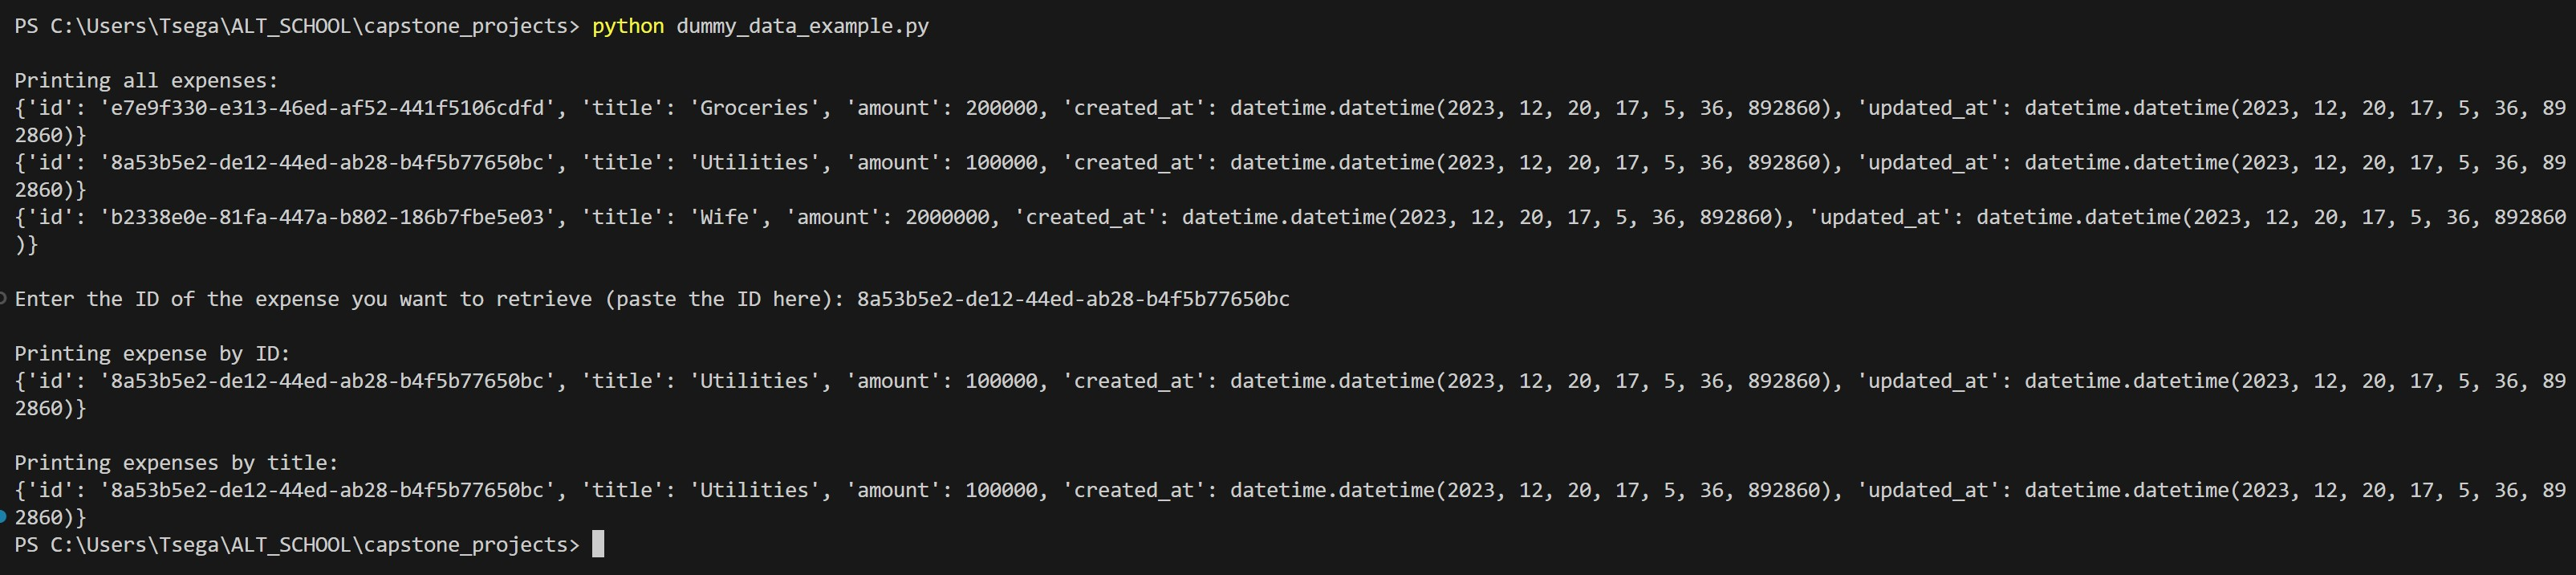 PS C:\Users\Tsega\ALT_SCHOOL\capstone_projects> python dummy_data_example.py
Printing all expenses:
{'id': 'e7e9f330-e313-46ed-af52-441f5106cdfd', 'title': 'Groceries', 'amount': 200000, 'created_at': datetime.datetime(2023, 12, 20, 17, 5, 36, 892860), 'updated_at': datetime.datetime(2023, 12, 20, 17, 5, 36, 89
2860)}
{'id': '8a53b5e2-de12-44ed-ab28-b4f5b77650bc', 'title': 'Utilities', 'amount': 100000, 'created_at': datetime.datetime(2023, 12, 20, 17, 5, 36, 892860), 'updated_at': datetime.datetime(2023, 12, 20, 17, 5, 36, 89
2860)}
{'id': 'b2338e0e-81fa-447a-b802-186b7fbe5e03', 'title': 'Wife', 'amount': 2000000, 'created_at': datetime.datetime(2023, 12, 20, 17, 5, 36, 892860), 'updated_at': datetime.datetime(2023, 12, 20, 17, 5, 36, 892860
)}
Enter the ID of the expense you want to retrieve (paste the ID here): 8a53b5e2-de12-44ed-ab28-b4f5b77650bc
Printing expense by ID:
{'id': '8a53b5e2-de12-44ed-ab28-b4f5b77650bc', 'title': 'Utilities', 'amount': 100000, 'created_at': datetime.datetime(2023, 12, 20, 17, 5, 36, 892860), 'updated_at': datetime.datetime(2023, 12, 20, 17, 5, 36, 89
2860)}
Printing expenses by title:
{'id': '8a53b5e2-de12-44ed-ab28-b4f5b77650bc', 'title': 'Utilities', 'amount': 100000, 'created_at': datetime.datetime(2023, 12, 20, 17, 5, 36, 892860), 'updated_at': datetime.datetime(2023, 12, 20, 17, 5, 36, 89
2860)}
PS C:\Users\Tsega\ALT_SCHOOL\capstone_projects>